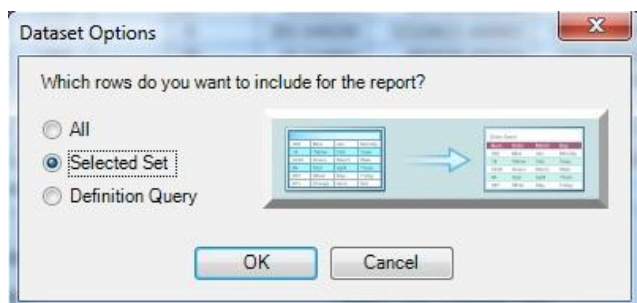 Dataset Options
Which rows do you want to include for the report?
All
Selected Set
Definition Query
OK
Cancel